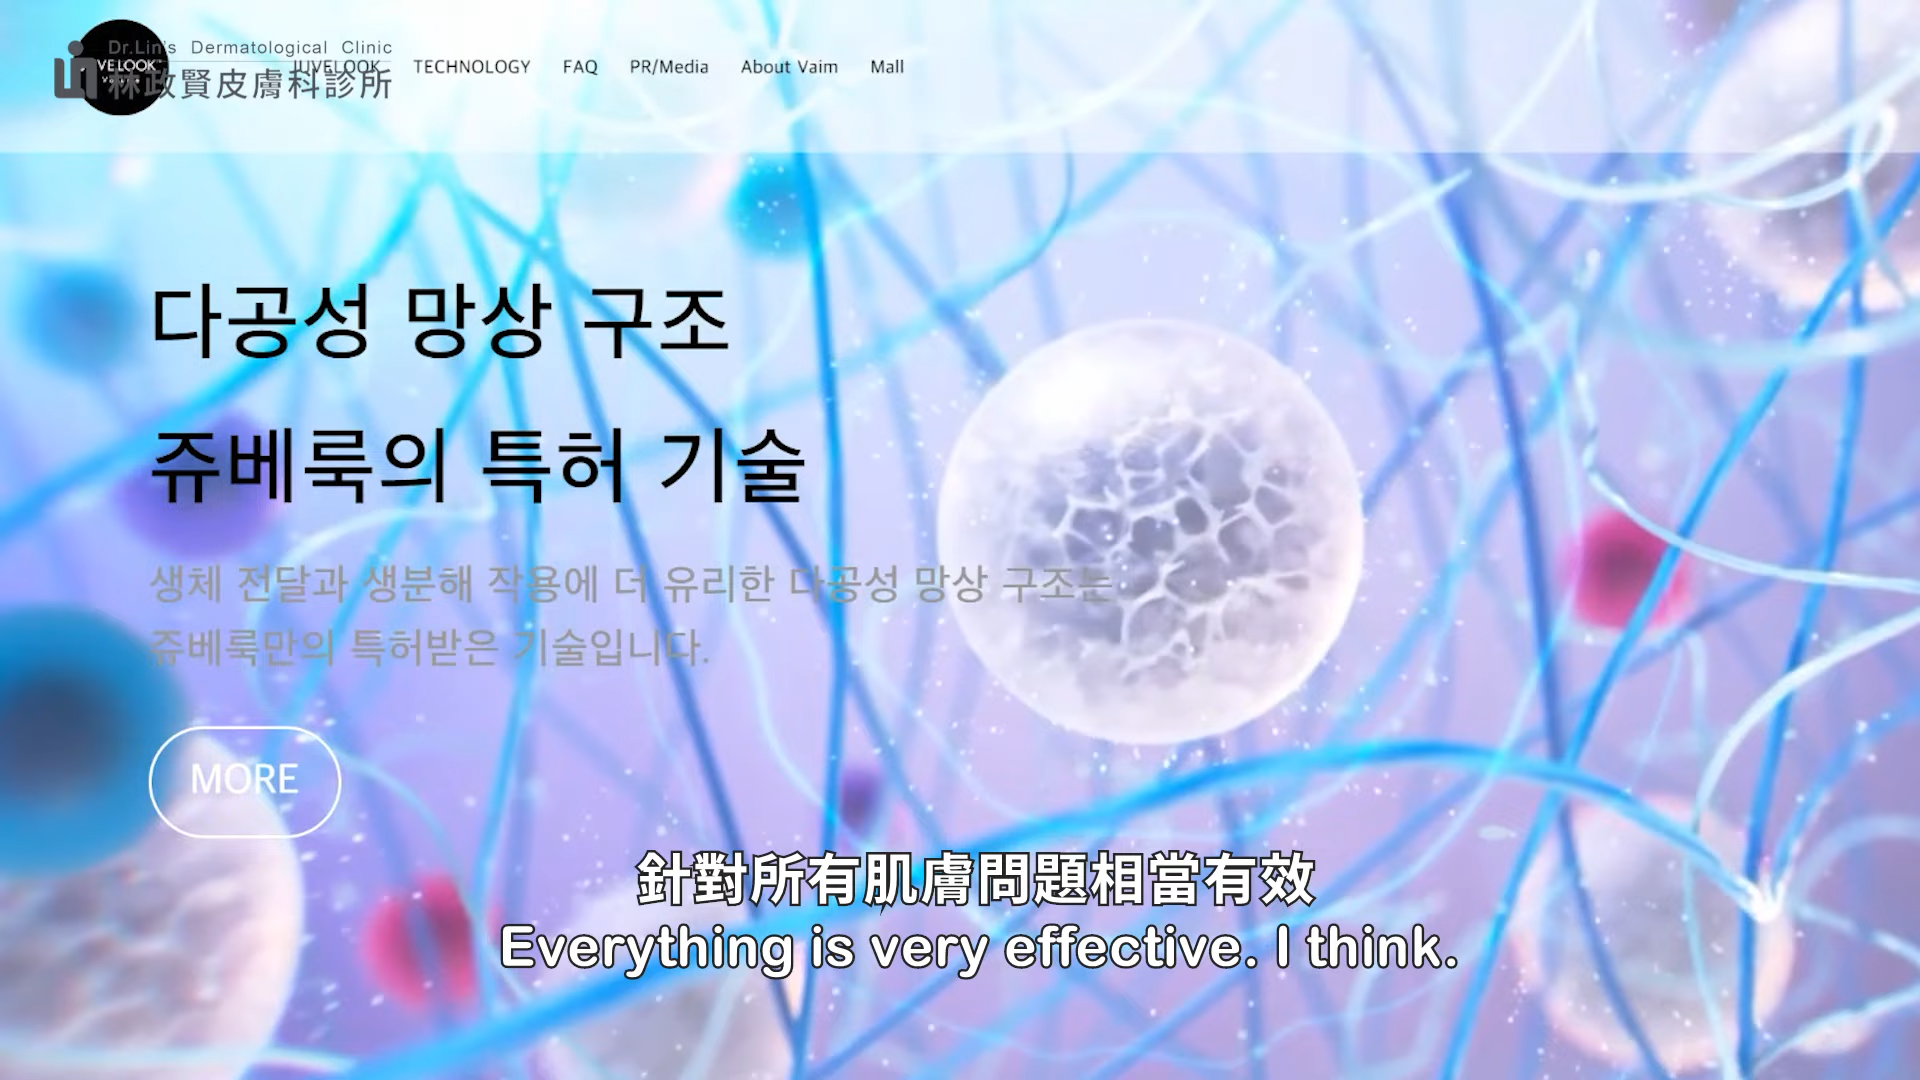 Dr.Lin's Dermatological Clinic
林政賢皮膚科診所
VELOOK
JUVELOOK TECHNOLOGY FAQ PR/Media About Vaim Mall
다공성 망상 구조
쥬베룩의 특허 기술
생체 전달과 생분해 작용에 더 유리한 다공성 망상 구조는
쥬베룩만의 특허받은 기술입니다.
MORE
針對所有肌膚問題相當有效
Everything is very effective. I think.